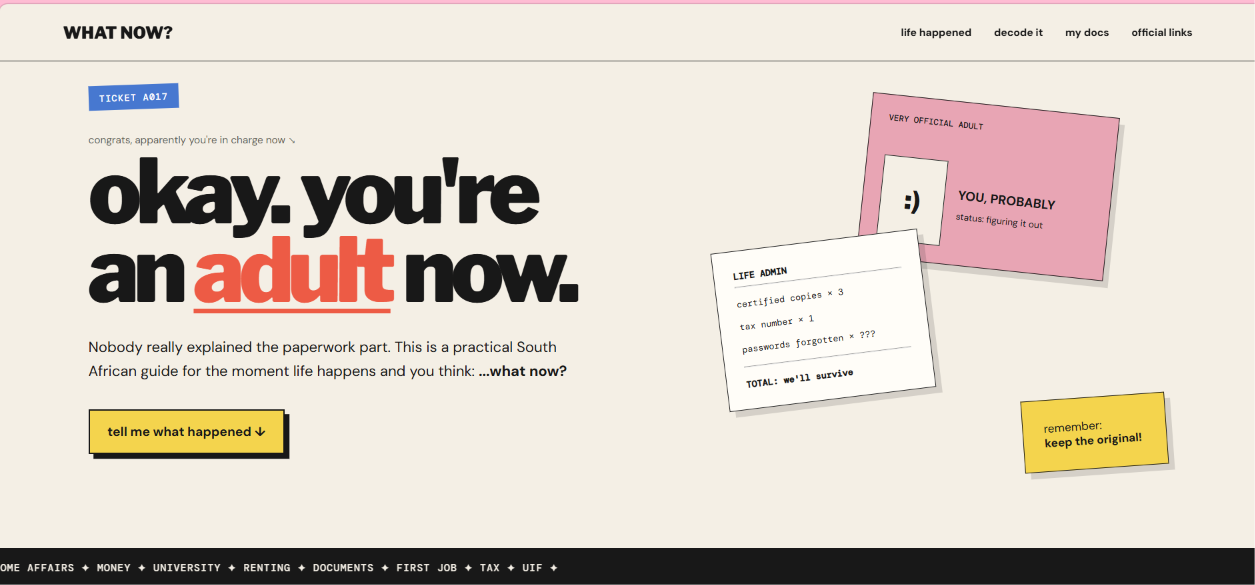 WHAT NOW?
life happened
decode it
my docs
official links
TICKET A017
congrats, apparently you're in charge now ↘
okay. you're
an adult now.
Nobody really explained the paperwork part. This is a practical South
African guide for the moment life happens and you think: ...what now?
tell me what happened ↓
VERY OFFICIAL ADULT
:)
YOU, PROBABLY
status: figuring it out
LIFE ADMIN
certified copies × 3
tax number × 1
passwords forgotten × ???
TOTAL: we'll survive
remember:
keep the original!
OME AFFAIRS ✦ MONEY ✦ UNIVERSITY ✦ RENTING ✦ DOCUMENTS ✦ FIRST JOB ✦ TAX ✦ UIF ✦